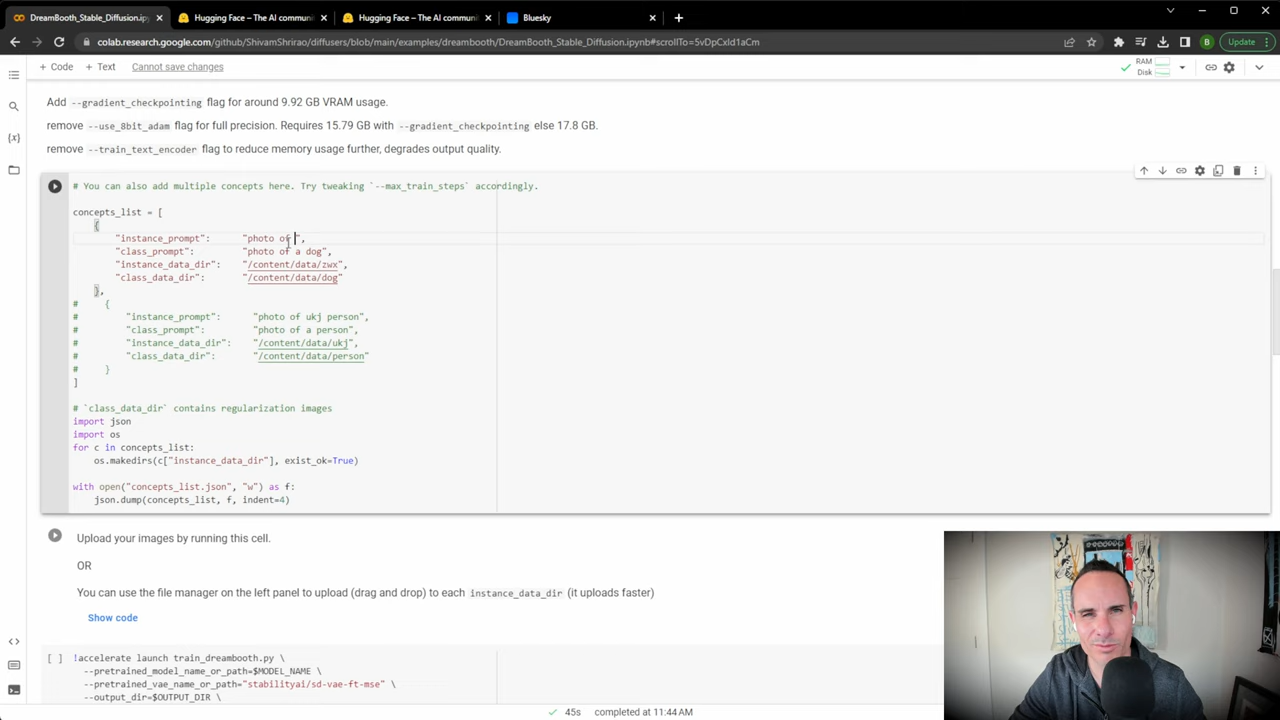 DreamBooth_Stable_Diffusion.ipy
Hugging Face – The AI communi
Hugging Face – The AI communi
Bluesky
colab.research.google.com/github/ShivamShrirao/diffusers/blob/main/examples/dreambooth/DreamBooth_Stable_Diffusion.ipynb#scrollTo=5vDpCxId1aCm
B
Update
+ Code
+ Text
Cannot save changes
RAM
Disk
Add --gradient_checkpointing flag for around 9.92 GB VRAM usage.
remove --use_8bit_adam flag for full precision. Requires 15.79 GB with --gradient_checkpointing else 17.8 GB.
remove --train_text_encoder flag to reduce memory usage further, degrades output quality.
# You can also add multiple concepts here. Try tweaking `--max_train_steps` accordingly.
concepts_list = [
{
"instance_prompt": "photo of ",
"class_prompt": "photo of a dog",
"instance_data_dir": "/content/data/zwx",
"class_data_dir": "/content/data/dog"
},
# {
# "instance_prompt": "photo of ukj person",
# "class_prompt": "photo of a person",
# "instance_data_dir": "/content/data/ukj",
# "class_data_dir": "/content/data/person"
# }
]
# `class_data_dir` contains regularization images
import json
import os
for c in concepts_list:
os.makedirs(c["instance_data_dir"], exist_ok=True)
with open("concepts_list.json", "w") as f:
json.dump(concepts_list, f, indent=4)
Upload your images by running this cell.
OR
You can use the file manager on the left panel to upload (drag and drop) to each instance_data_dir (it uploads faster)
Show code
[ ] !accelerate launch train_dreambooth.py \
--pretrained_model_name_or_path=$MODEL_NAME \
--pretrained_vae_name_or_path="stabilityai/sd-vae-ft-mse" \
--output_dir=$OUTPUT_DIR \
45s completed at 11:44 AM